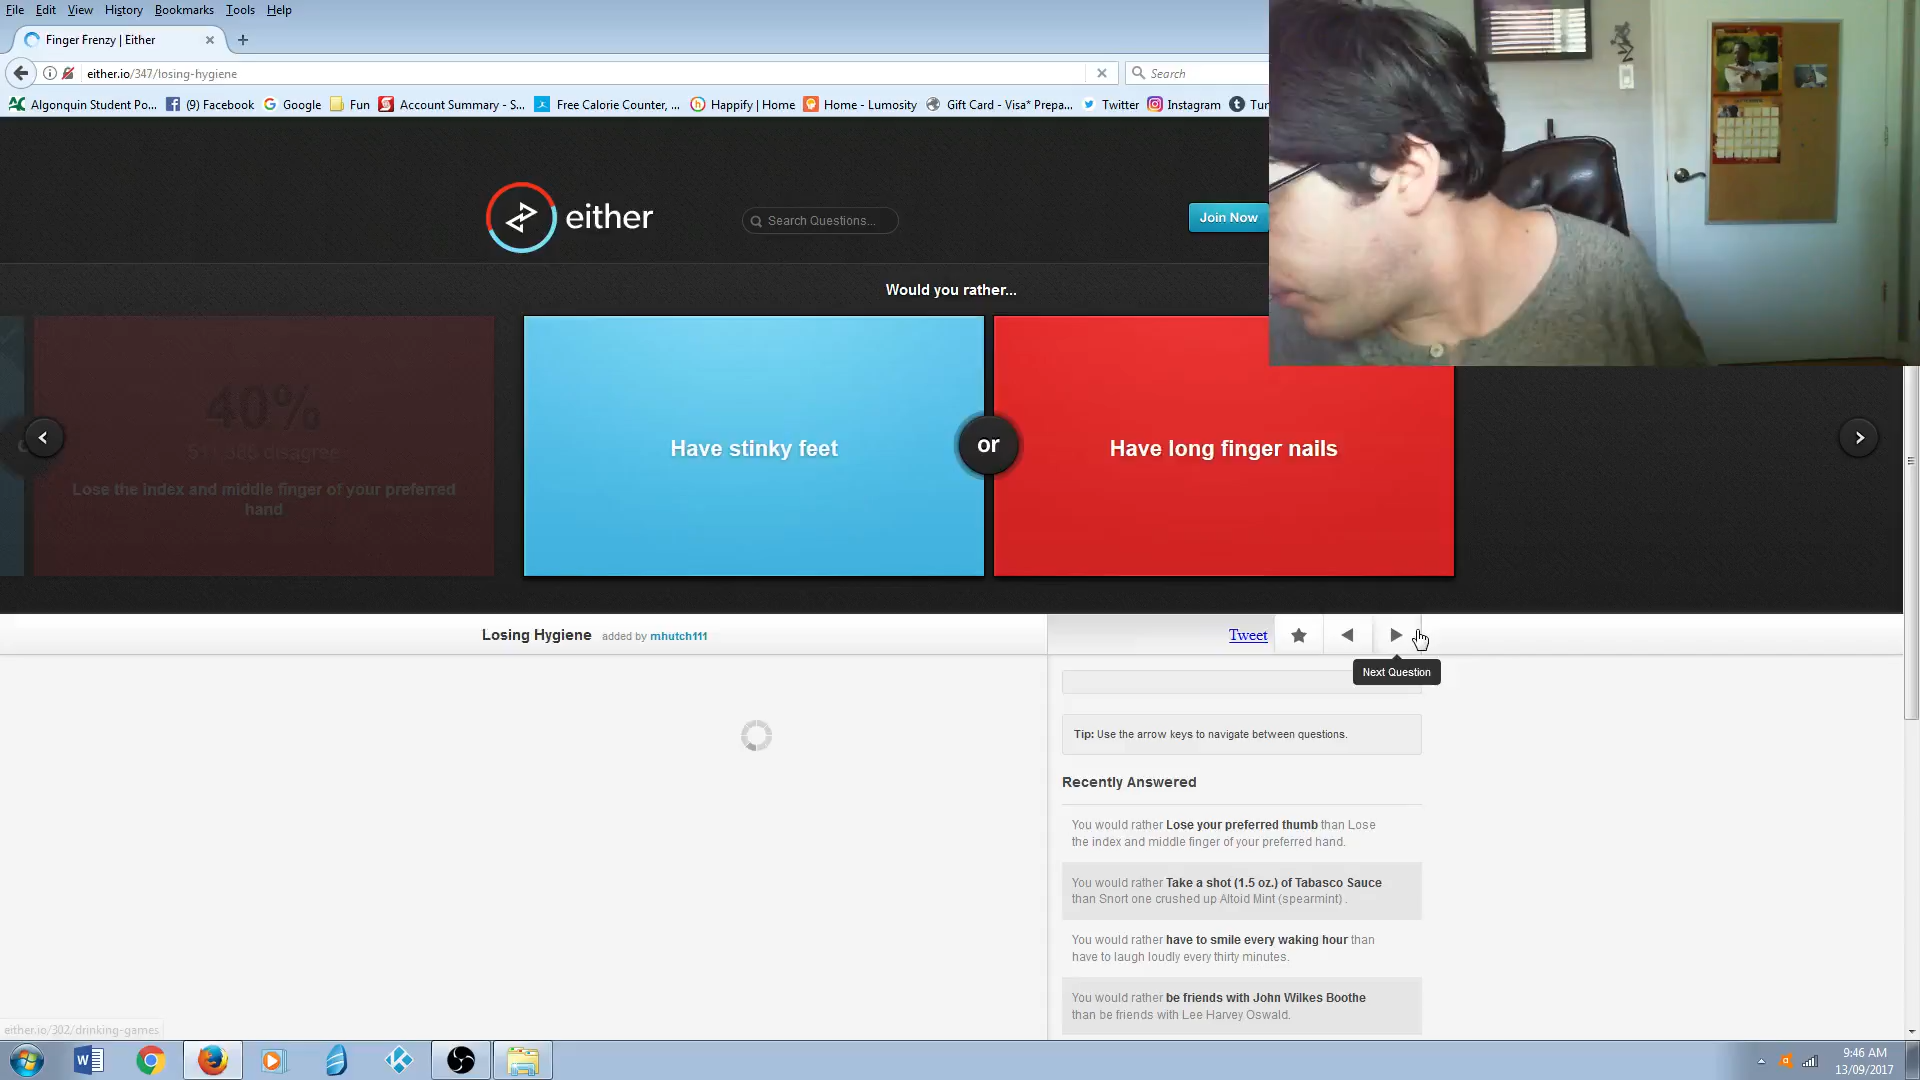 File Edit View History Bookmarks Tools Help
Finger Frenzy | Either
either.io/347/losing-hygiene
Search
Algonquin Student Po... (9) Facebook Google Fun Account Summary - S... Free Calorie Counter, ... Happify | Home Home - Lumosity Gift Card - Visa* Prepa... Twitter Instagram Tun
either
Search Questions...
Join Now
Would you rather...
40%
disagree
Lose the index and middle finger of your preferred
hand
Have stinky feet
or
Have long finger nails
Losing Hygiene added by mhutch111
Tweet
Next Question
Tip: Use the arrow keys to navigate between questions.
Recently Answered
You would rather Lose your preferred thumb than Lose
the index and middle finger of your preferred hand.
You would rather Take a shot (1.5 oz.) of Tabasco Sauce
than Snort one crushed up Altoid Mint (spearmint) .
You would rather have to smile every waking hour than
have to laugh loudly every thirty minutes.
You would rather be friends with John Wilkes Boothe
than be friends with Lee Harvey Oswald.
either.io/302/drinking-games
9:46 AM
13/09/2017